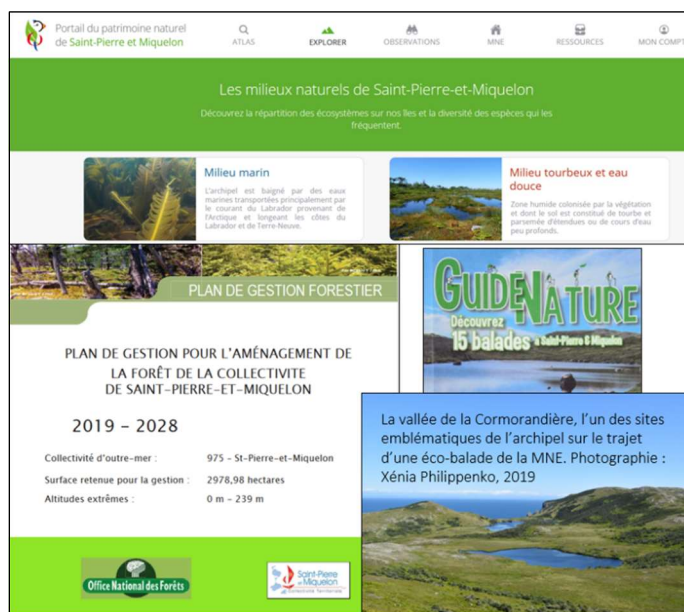 Portail du patrimoine naturel
de Saint-Pierre et Miquelon
ATLAS
EXPLORER
OBSERVATIONS
MNE
RESSOURCES
MON COMPT
Les milieux naturels de Saint-Pierre-et-Miquelon
Découvrez la répartition des écosystèmes sur nos îles et la diversité des espèces qui les
fréquentent.
Milieu marin
L'archipel est baigné par des eaux
marines transportées principalement par
le courant du Labrador provenant de
l'Arctique et longeant les côtes du
Labrador et de Terre-Neuve.
Milieu tourbeux et eau
douce
Zone humide colonisée par la végétation
et dont le sol est constitué de tourbe et
parsemée d'étendues ou de cours d'eau
peu profonds.
PLAN DE GESTION FORESTIER
PLAN DE GESTION POUR L'AMÉNAGEMENT DE
LA FORÊT DE LA COLLECTIVITE
DE SAINT-PIERRE-ET-MIQUELON
2019 – 2028
Collectivité d'outre-mer : 975 - St-Pierre-et-Miquelon
Surface retenue pour la gestion : 2978,98 hectares
Altitudes extrêmes : 0 m – 239 m
Office National des Forêts
Saint-Pierre
et Miquelon
Collectivité Territoriale
GUIDE NATURE
Découvrez
15 balades à Saint-Pierre & Miquelon
La vallée de la Cormorandière, l'un des sites
emblématiques de l'archipel sur le trajet
d'une éco-balade de la MNE. Photographie :
Xénia Philippenko, 2019